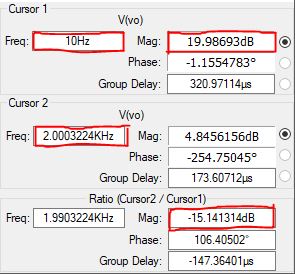 Cursor 1
V(vo)
Freq: 10Hz Mag: 19.98693dB
Phase: -1.1554783°
Group Delay: 320.97114µs
Cursor 2
V(vo)
Freq: 2.0003224KHz Mag: 4.8456156dB
Phase: -254.75045°
Group Delay: 173.60712µs
Ratio (Cursor2 / Cursor1)
Freq: 1.9903224KHz Mag: -15.141314dB
Phase: 106.40502°
Group Delay: -147.36401µs